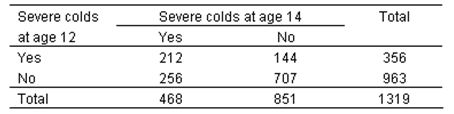 Severe colds Severe colds at age 14 Total
at age 12 Yes No
Yes 212 144 356
No 256 707 963
Total 468 851 1319